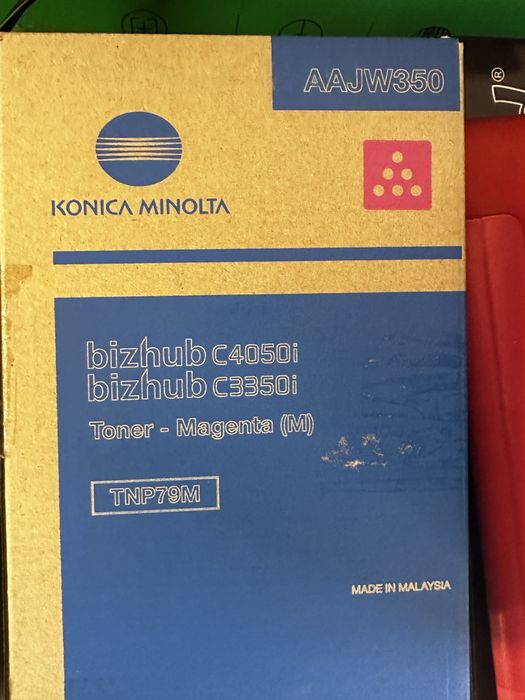 AAJW350
®
KONICA MINOLTA
bizhub C4050i
bizhub C3350i
Toner - Magenta (M)
TNP79M
MADE IN MALAYSIA